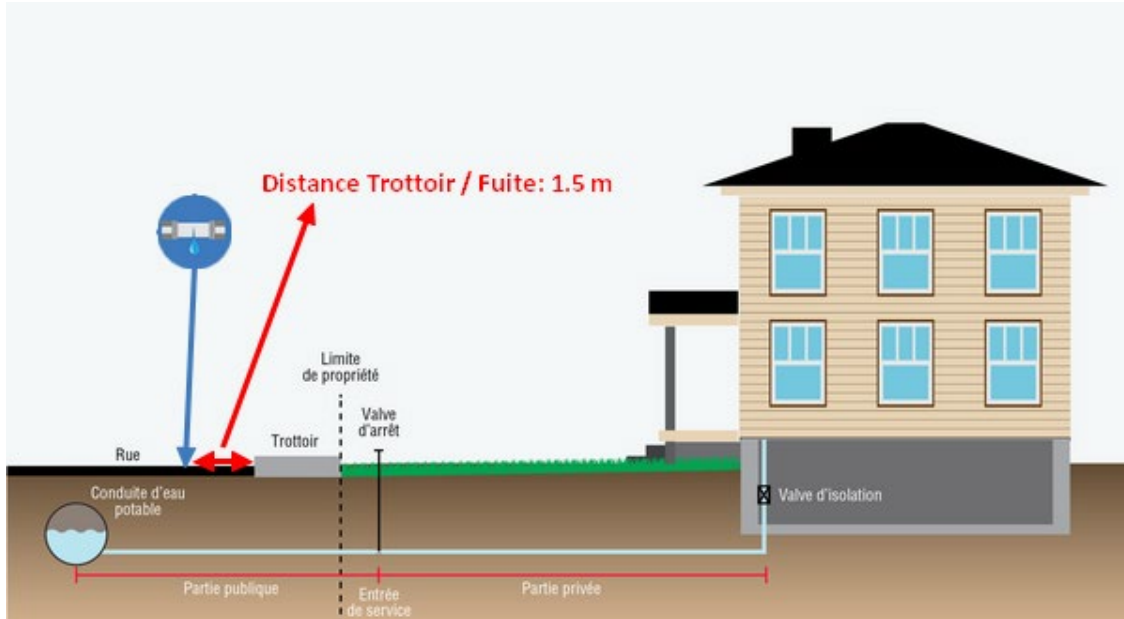 Distance Trottoir / Fuite: 1.5 m
Limite
de propriété
Valve
d'arrêt
Trottoir
Rue
Conduite d'eau
potable
Valve d'isolation
Partie publique
Entrée
de service
Partie privée